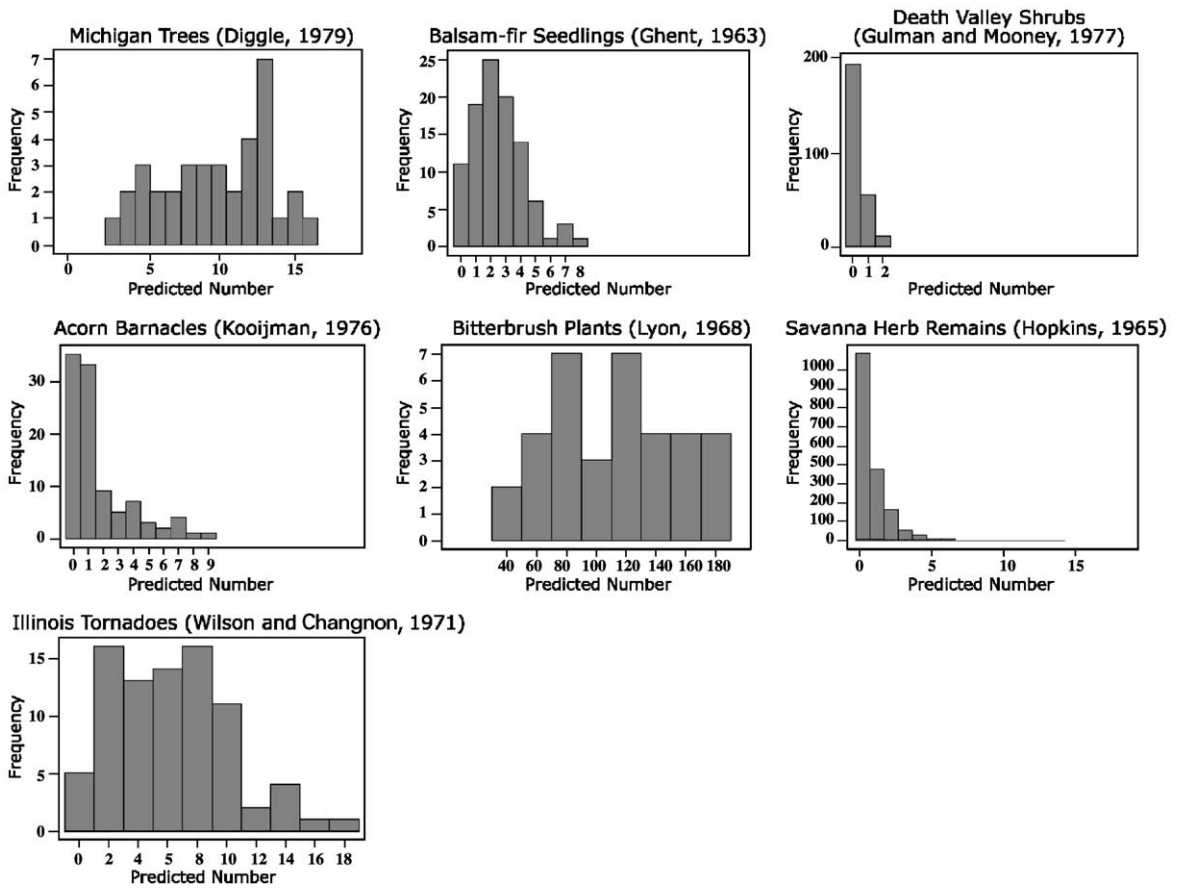 Michigan Trees (Diggle, 1979)
7
6
5
4
3
2
1
0
Frequency
0 5 10 15
Predicted Number
Balsam-fir Seedlings (Ghent, 1963)
25
20
15
10
5
0
Frequency
0 1 2 3 4 5 6 7 8
Predicted Number
Death Valley Shrubs
(Gulman and Mooney, 1977)
200
100
0
Frequency
0 1 2
Predicted Number
Acorn Barnacles (Kooijman, 1976)
30
20
10
0
Frequency
0 1 2 3 4 5 6 7 8 9
Predicted Number
Bitterbrush Plants (Lyon, 1968)
7
6
5
4
3
2
1
0
Frequency
40 60 80 100 120 140 160 180
Predicted Number
Savanna Herb Remains (Hopkins, 1965)
1000
900
800
600
500
400
300
200
100
0
Frequency
0 5 10 15
Predicted Number
Illinois Tornadoes (Wilson and Changnon, 1971)
15
10
5
0
Frequency
0 2 4 5 8 10 12 14 16 18
Predicted Number